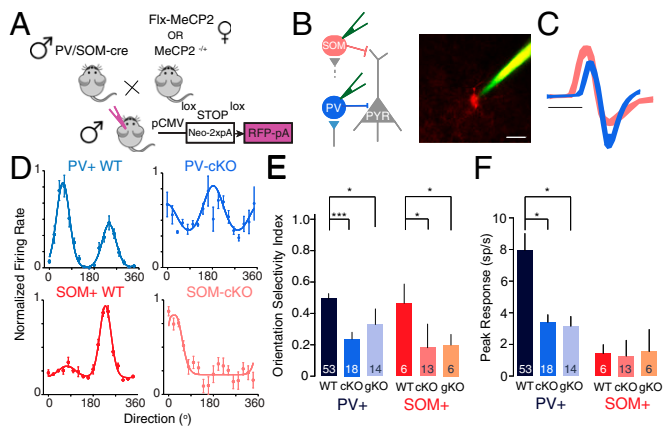 A
Flx-MeCP2
OR
MeCP2 -/+
PV/SOM-cre
lox STOP lox
pCMV Neo-2xpA RFP-pA
B
SOM
PV
PYR
C
D
PV+ WT
PV-cKO
SOM+ WT
SOM-cKO
Normalized Firing Rate
1
0
0 180 360
1
0
0 180 360
1
0
0 180 360
1
0
0 180 360
Direction (o)
E
Orientation Selectivity Index
1.0
0.8
0.6
0.4
0.2
0.0
*
***
*
*
53 18 14 6 13 6
WT cKO gKO WT cKO gKO
PV+ SOM+
F
Peak Response (sp/s)
10
8
6
4
2
0
*
*
53 18 14 6 13 6
WT cKO gKO WT cKO gKO
PV+ SOM+